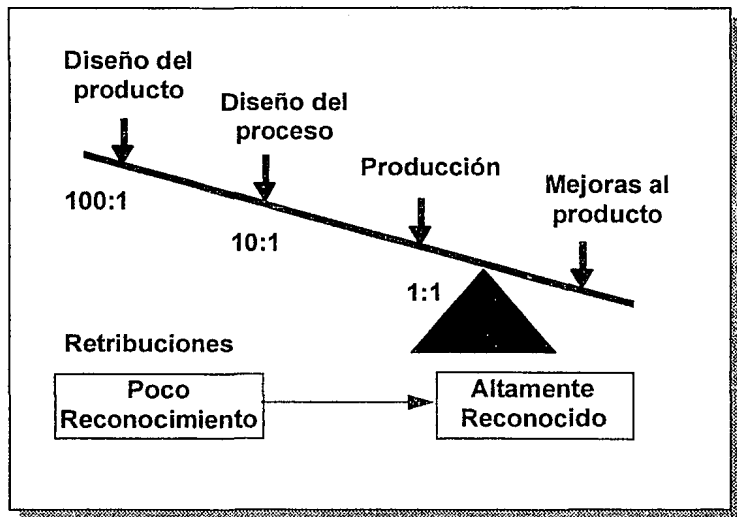 Diseño del
producto
Diseño del
proceso
Producción
Mejoras al
producto
100:1
10:1
1:1
Retribuciones
Poco
Reconocimiento
Altamente
Reconocido